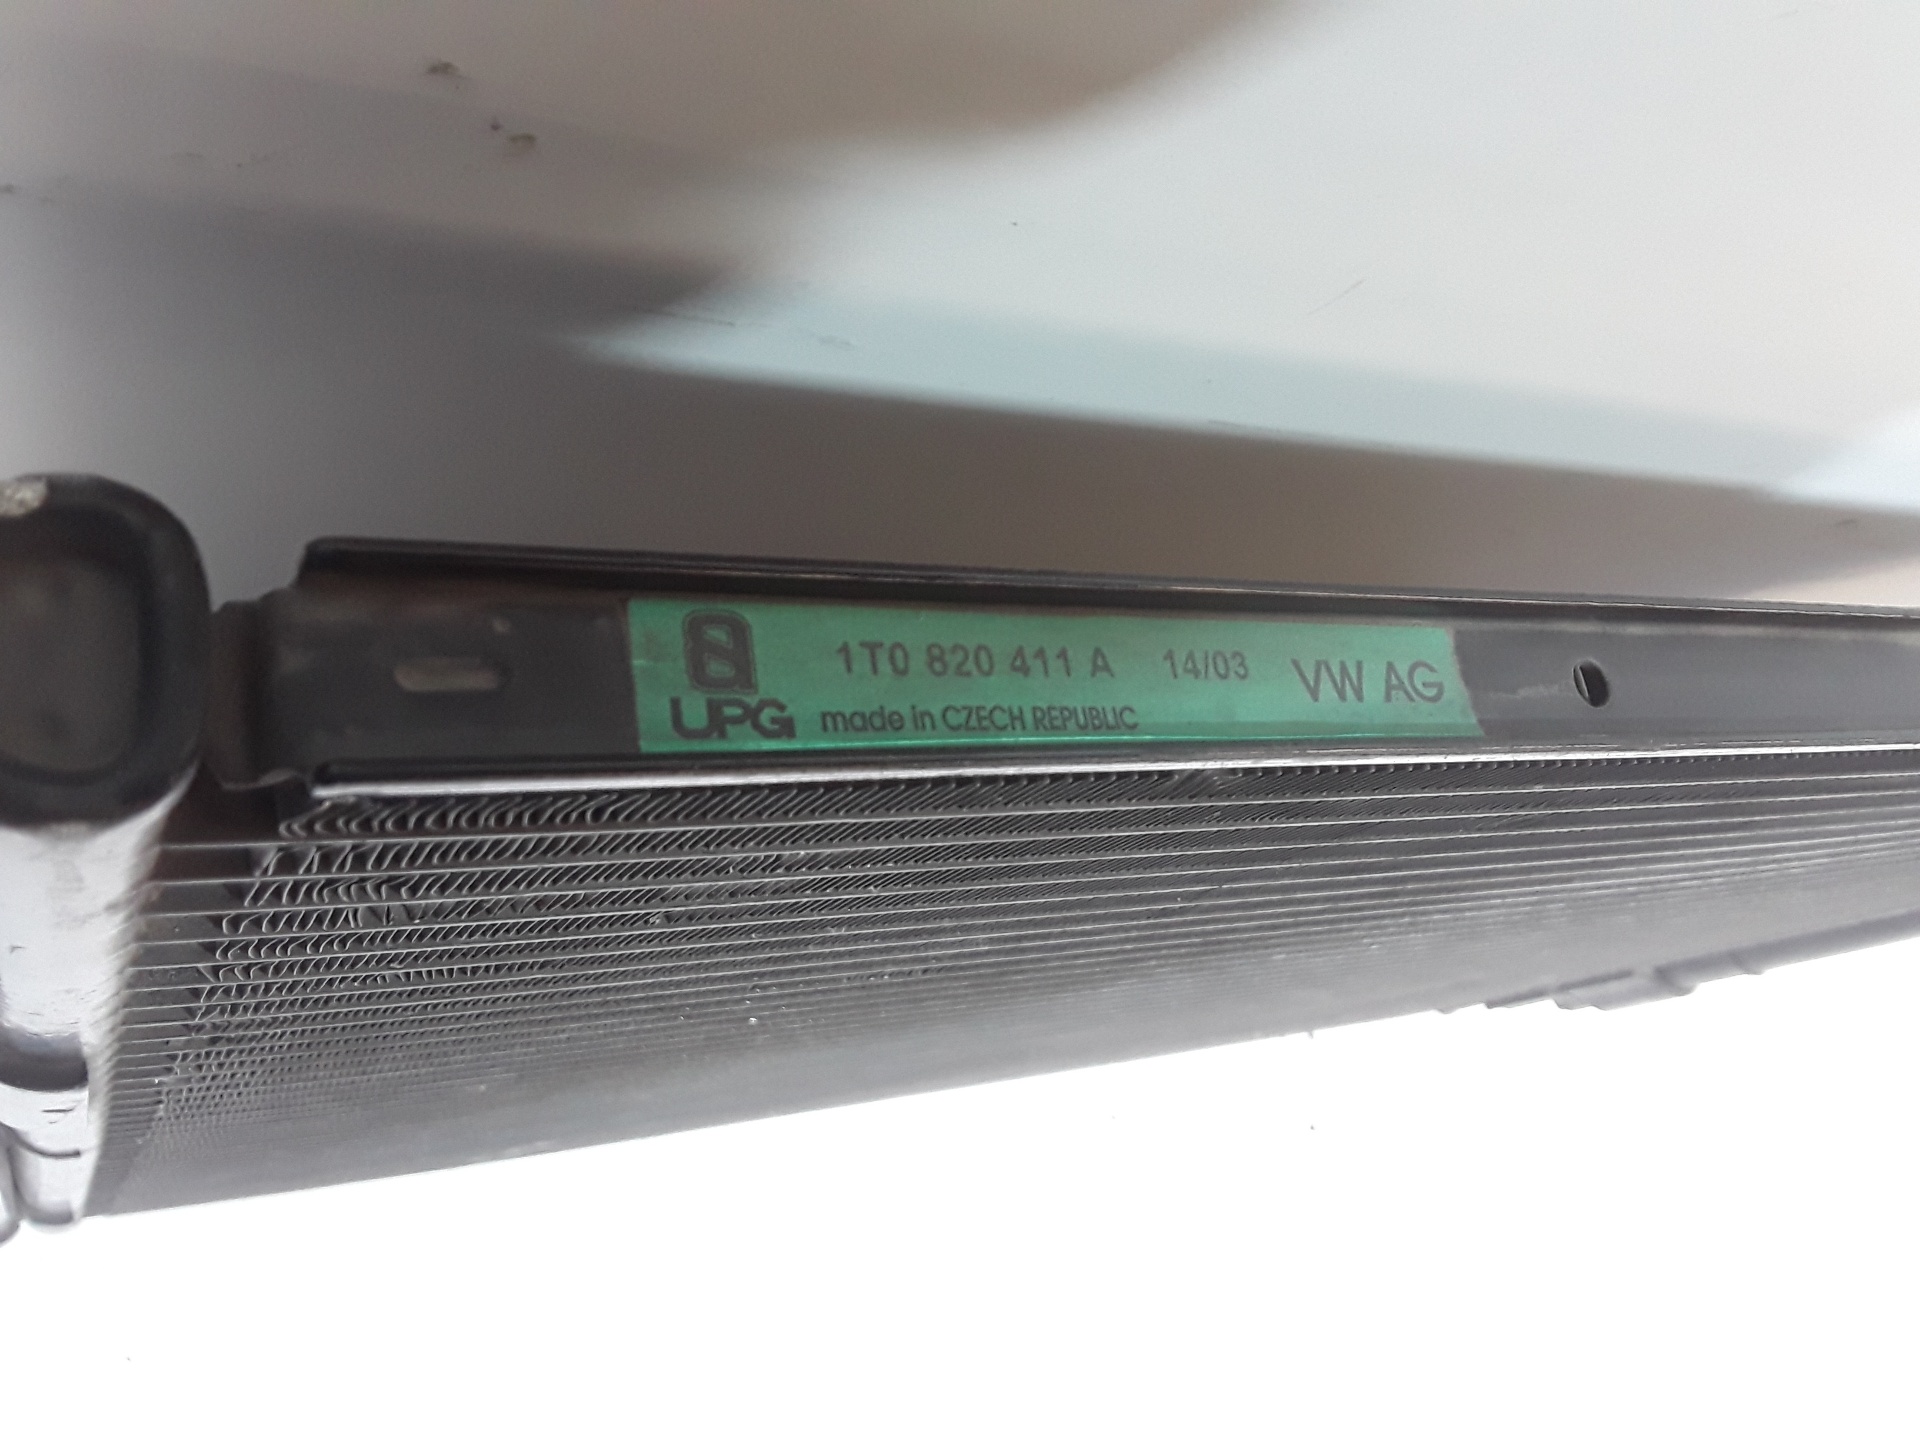 1T0 820 411 A 14/03 VW AG
UPG made in CZECH REPUBLIC